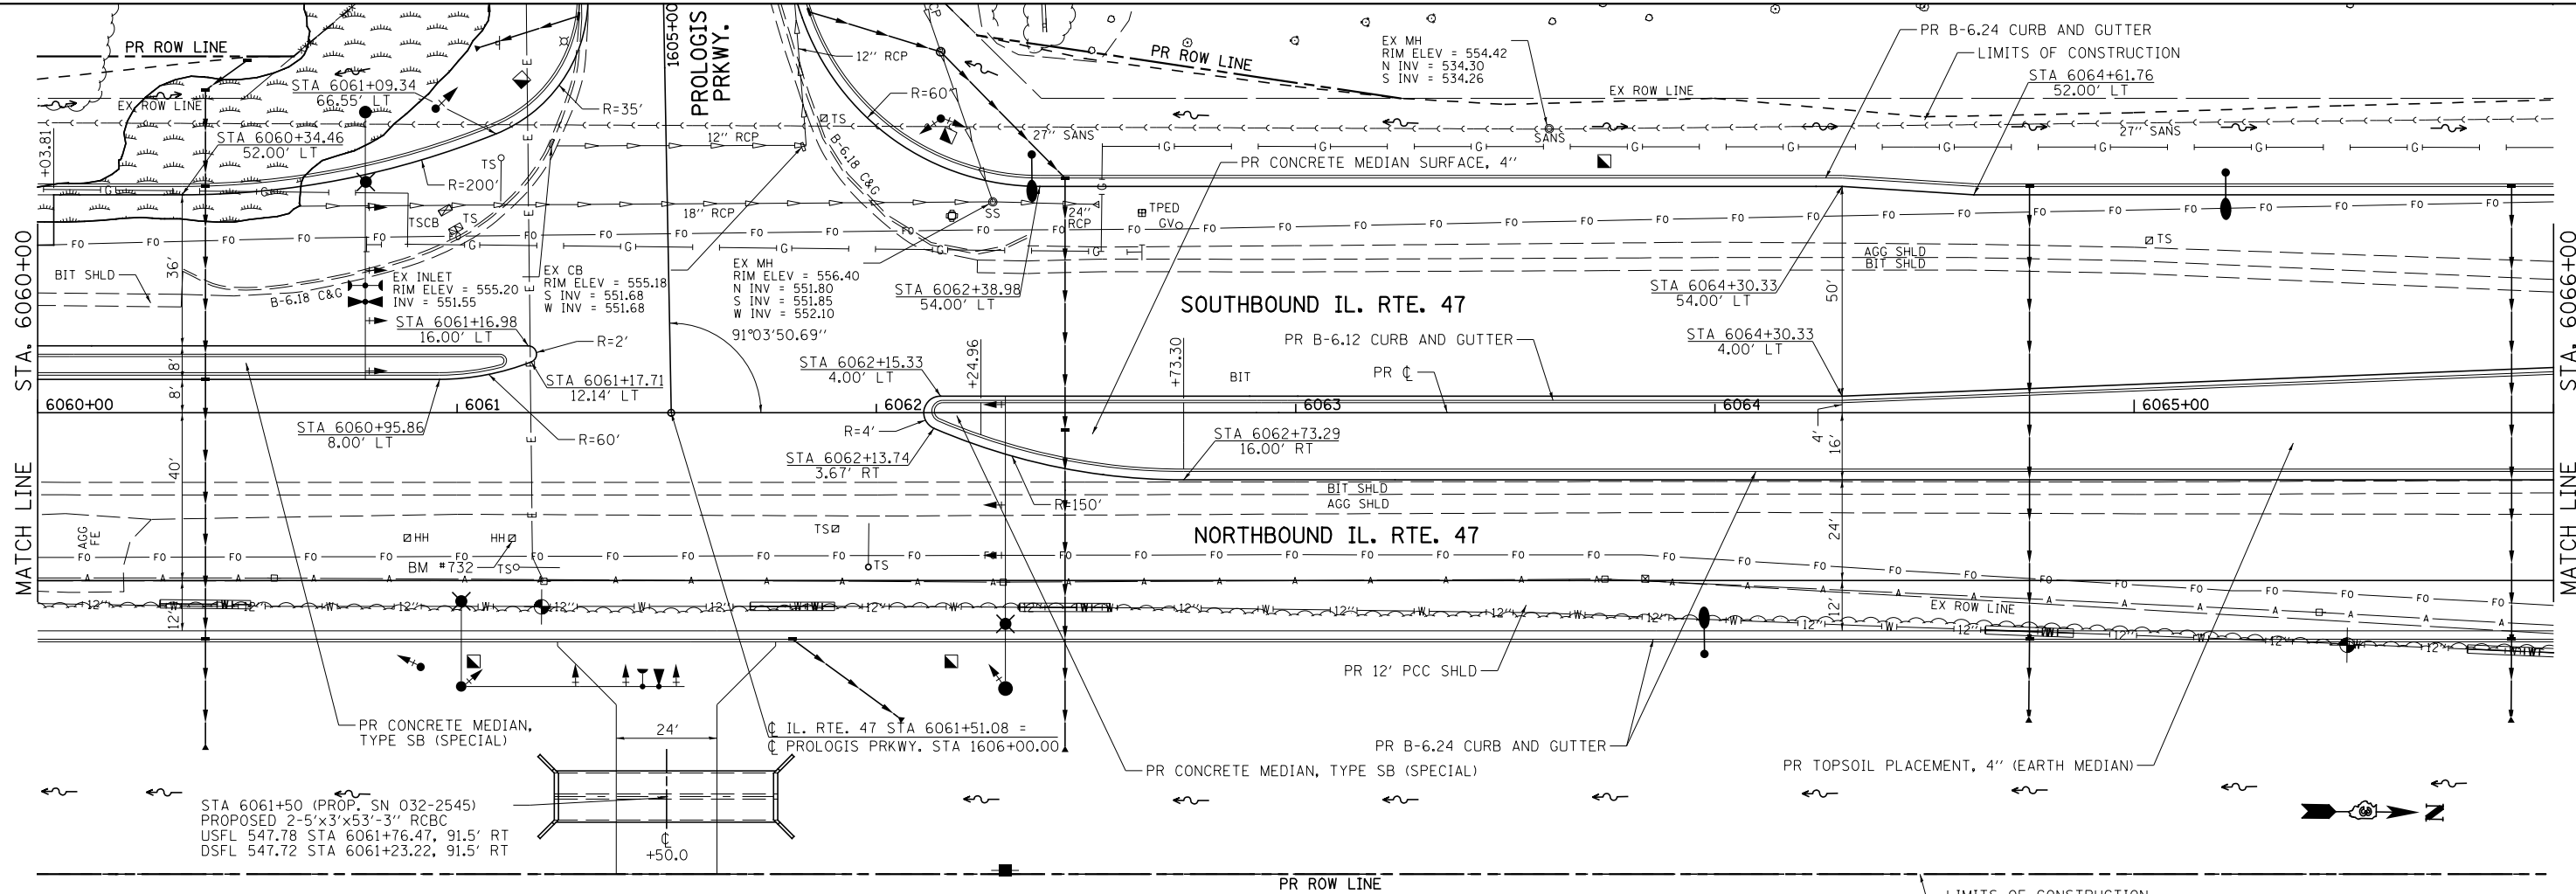 PR ROW LINE
EX ROW LINE
STA 6061+09.34
66.55' LT
STA 6060+34.46
52.00' LT
+03.81
R=35'
R=200'
TS
TSCB
TS
18" RCP
12" RCP
1605+00
PROLOGIS
PRKWY.
12" RCP
R=60'
TS
B-6.18 C&G
CP
27" SANS
PR ROW LINE
EX MH
RIM ELEV = 554.42
N INV = 534.30
S INV = 534.26
SANS
EX ROW LINE
PR B-6.24 CURB AND GUTTER
LIMITS OF CONSTRUCTION
STA 6064+61.76
52.00' LT
27" SANS
PR CONCRETE MEDIAN SURFACE, 4"
SS
24"
RCP
TPED
GV
TS
AGG SHLD
BIT SHLD
MATCH LINE STA. 6060+00
BIT SHLD
36'
B-6.18 C&G
EX INLET
RIM ELEV = 555.20
INV = 551.55
EX CB
RIM ELEV = 555.18
S INV = 551.68
W INV = 551.68
EX MH
RIM ELEV = 556.40
N INV = 551.80
S INV = 551.85
W INV = 552.10
91°03'50.69"
STA 6062+38.98
54.00' LT
SOUTHBOUND IL. RTE. 47
STA 6064+30.33
54.00' LT
50'
STA 6061+16.98
16.00' LT
R=2'
STA 6061+17.71
12.14' LT
8'
8'
STA 6062+15.33
4.00' LT
+24.96
+73.30
PR B-6.12 CURB AND GUTTER
BIT
PR ℄
STA 6064+30.33
4.00' LT
6060+00
6061
6062
6063
6064
6065+00
STA 6060+95.86
8.00' LT
R=60'
R=4'
STA 6062+13.74
3.67' RT
STA 6062+73.29
16.00' RT
4'
16'
40'
R=150'
BIT SHLD
AGG SHLD
NORTHBOUND IL. RTE. 47
24'
AGG
FE
HH
HH
BM #732
TS
TS
TS
EX ROW LINE
12'
12'
PR 12' PCC SHLD
MATCH LINE STA. 6066+00
PR CONCRETE MEDIAN,
TYPE SB (SPECIAL)
24'
℄ IL. RTE. 47 STA 6061+51.08 =
℄ PROLOGIS PRKWY. STA 1606+00.00
PR CONCRETE MEDIAN, TYPE SB (SPECIAL)
PR B-6.24 CURB AND GUTTER
PR TOPSOIL PLACEMENT, 4" (EARTH MEDIAN)
STA 6061+50 (PROP. SN 032-2545)
PROPOSED 2-5'x3'x53'-3" RCBC
USFL 547.78 STA 6061+76.47, 91.5' RT
DSFL 547.72 STA 6061+23.22, 91.5' RT
℄
+50.0
N
PR ROW LINE
LIMITS OF CONSTRUCTION